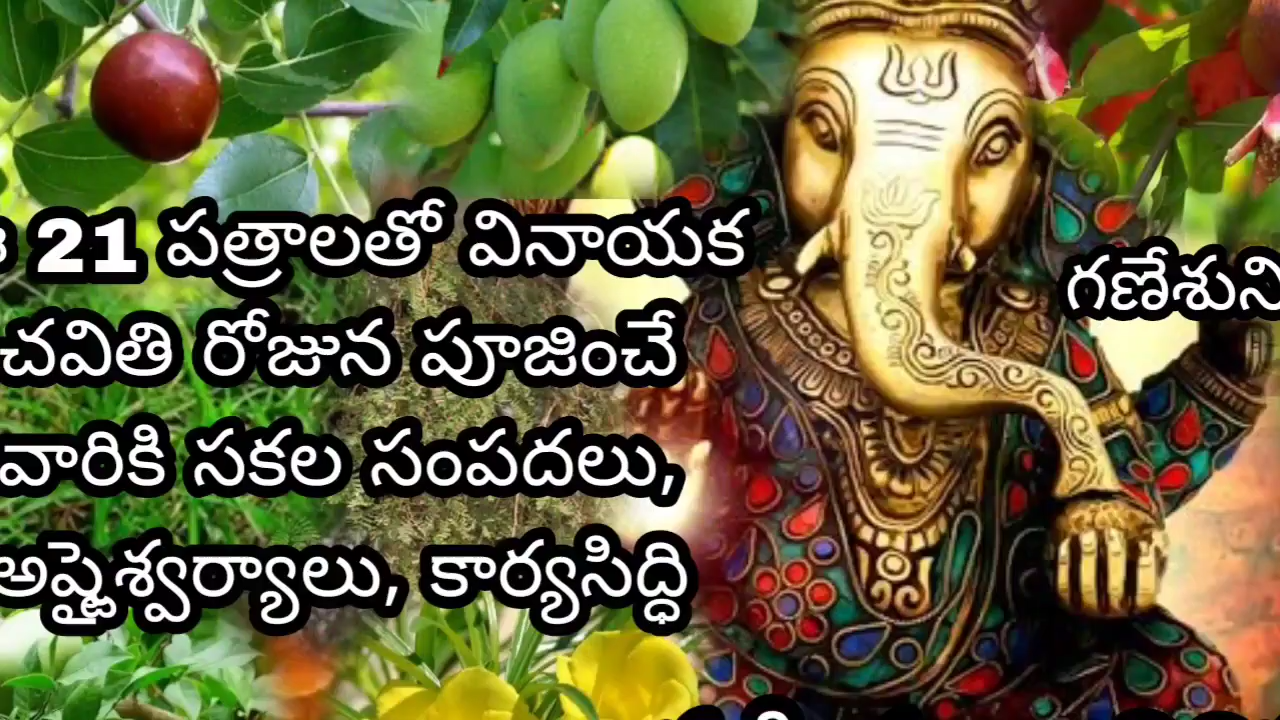 21 పత్రాలతో వినాయక
చవితి రోజున పూజించే
వారికి సకల సంపదలు,
అష్టైశ్వర్యాలు, కార్యసిద్ధి
గణేశుని